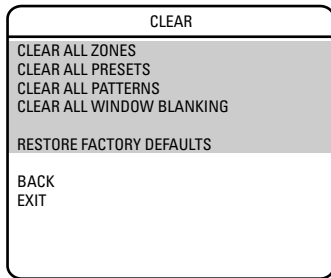 CLEAR
CLEAR ALL ZONES
CLEAR ALL PRESETS
CLEAR ALL PATTERNS
CLEAR ALL WINDOW BLANKING
RESTORE FACTORY DEFAULTS
BACK
EXIT